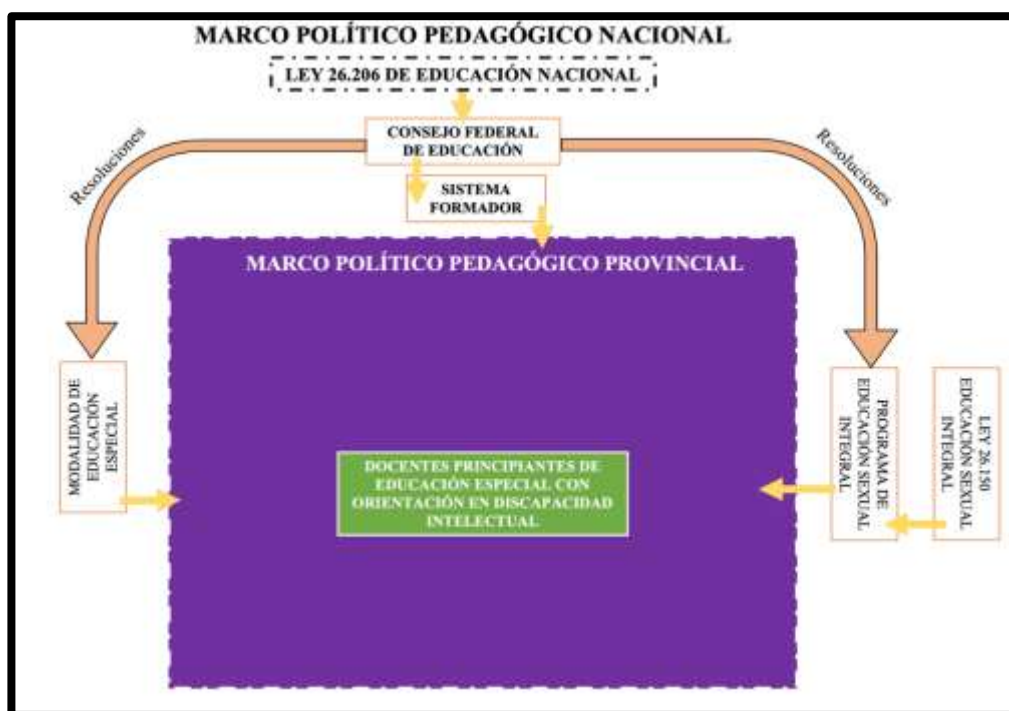 MARCO POLÍTICO PEDAGÓGICO NACIONAL
LEY 26.206 DE EDUCACIÓN NACIONAL
CONSEJO FEDERAL
DE EDUCACIÓN
Resoluciones
Resoluciones
SISTEMA
FORMADOR
MARCO POLÍTICO PEDAGÓGICO PROVINCIAL
MODALIDAD DE
EDUCACIÓN
ESPECIAL
DOCENTES PRINCIPIANTES DE
EDUCACIÓN ESPECIAL CON
ORIENTACIÓN EN DISCAPACIDAD
INTELECTUAL
PROGRAMA DE
EDUCACIÓN SEXUAL
INTEGRAL
LEY 26.150
EDUCACIÓN SEXUAL
INTEGRAL